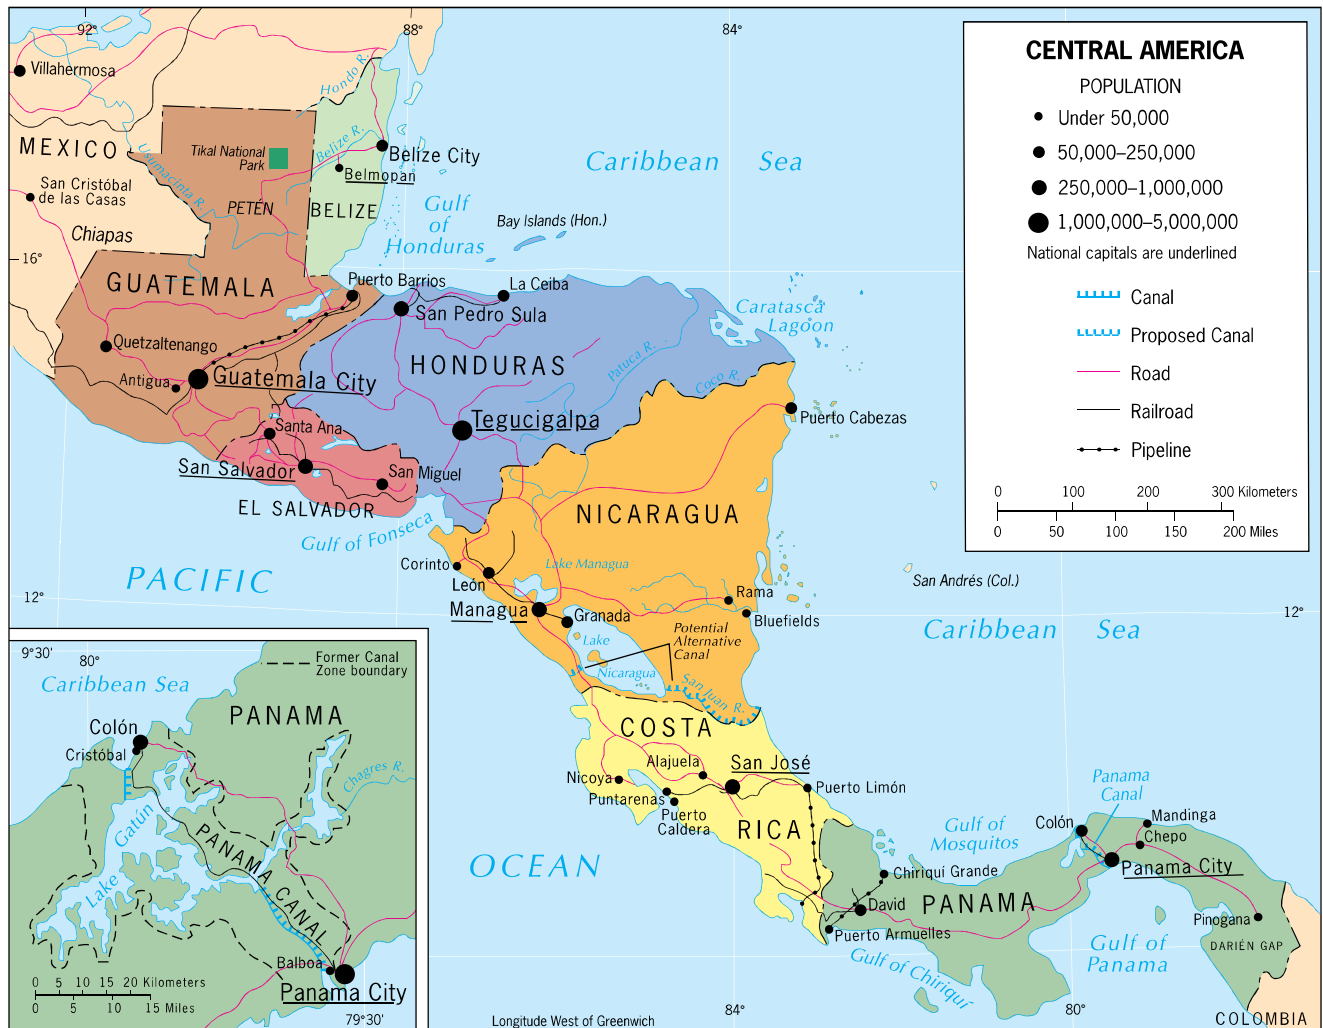 92°
88°
84°
Villahermosa
Hondo R.
MEXICO
Usumacinta R.
Tikal National
Park
Belize R.
Belize City
Belmopan
San Cristóbal
de las Casas
PETÉN
BELIZE
Chiapas
Gulf
of
Honduras
Caribbean Sea
Bay Islands (Hon.)
16°
GUATEMALA
Puerto Barrios
La Ceiba
San Pedro Sula
Caratasca
Lagoon
Quetzaltenango
HONDURAS
Patuca R.
Coco R.
Antigua
Guatemala City
Tegucigalpa
Puerto Cabezas
Santa Ana
San Salvador
San Miguel
EL SALVADOR
NICARAGUA
Gulf of Fonseca
Corinto
León
Lake Managua
PACIFIC
Managua
Granada
Rama
Bluefields
San Andrés (Col.)
12°
12°
Potential
Alternative
Canal
Lake
Nicaragua
San Juan R.
Caribbean Sea
COSTA
San José
Alajuela
Nicoya
Puntarenas
Puerto
Caldera
Puerto Limón
RICA
OCEAN
Gulf of
Mosquitos
Panama
Canal
Colón
Mandinga
Chepo
Panama City
Chiriquí Grande
David
PANAMA
Puerto Armuelles
Gulf of Chiriquí
Gulf of
Panama
Pinogana
DARIÉN GAP
COLOMBIA
84°
80°
Longitude West of Greenwich
CENTRAL AMERICA
POPULATION
Under 50,000
50,000–250,000
250,000–1,000,000
1,000,000–5,000,000
National capitals are underlined
Canal
Proposed Canal
Road
Railroad
Pipeline
0 100 200 300 Kilometers
0 50 100 150 200 Miles
9°30'
80°
Former Canal
Zone boundary
Caribbean Sea
PANAMA
Colón
Cristóbal
Chagres R.
Lake Gatún
PANAMA CANAL
Balboa
Panama City
0 5 10 15 20 Kilometers
0 5 10 15 Miles
79°30'